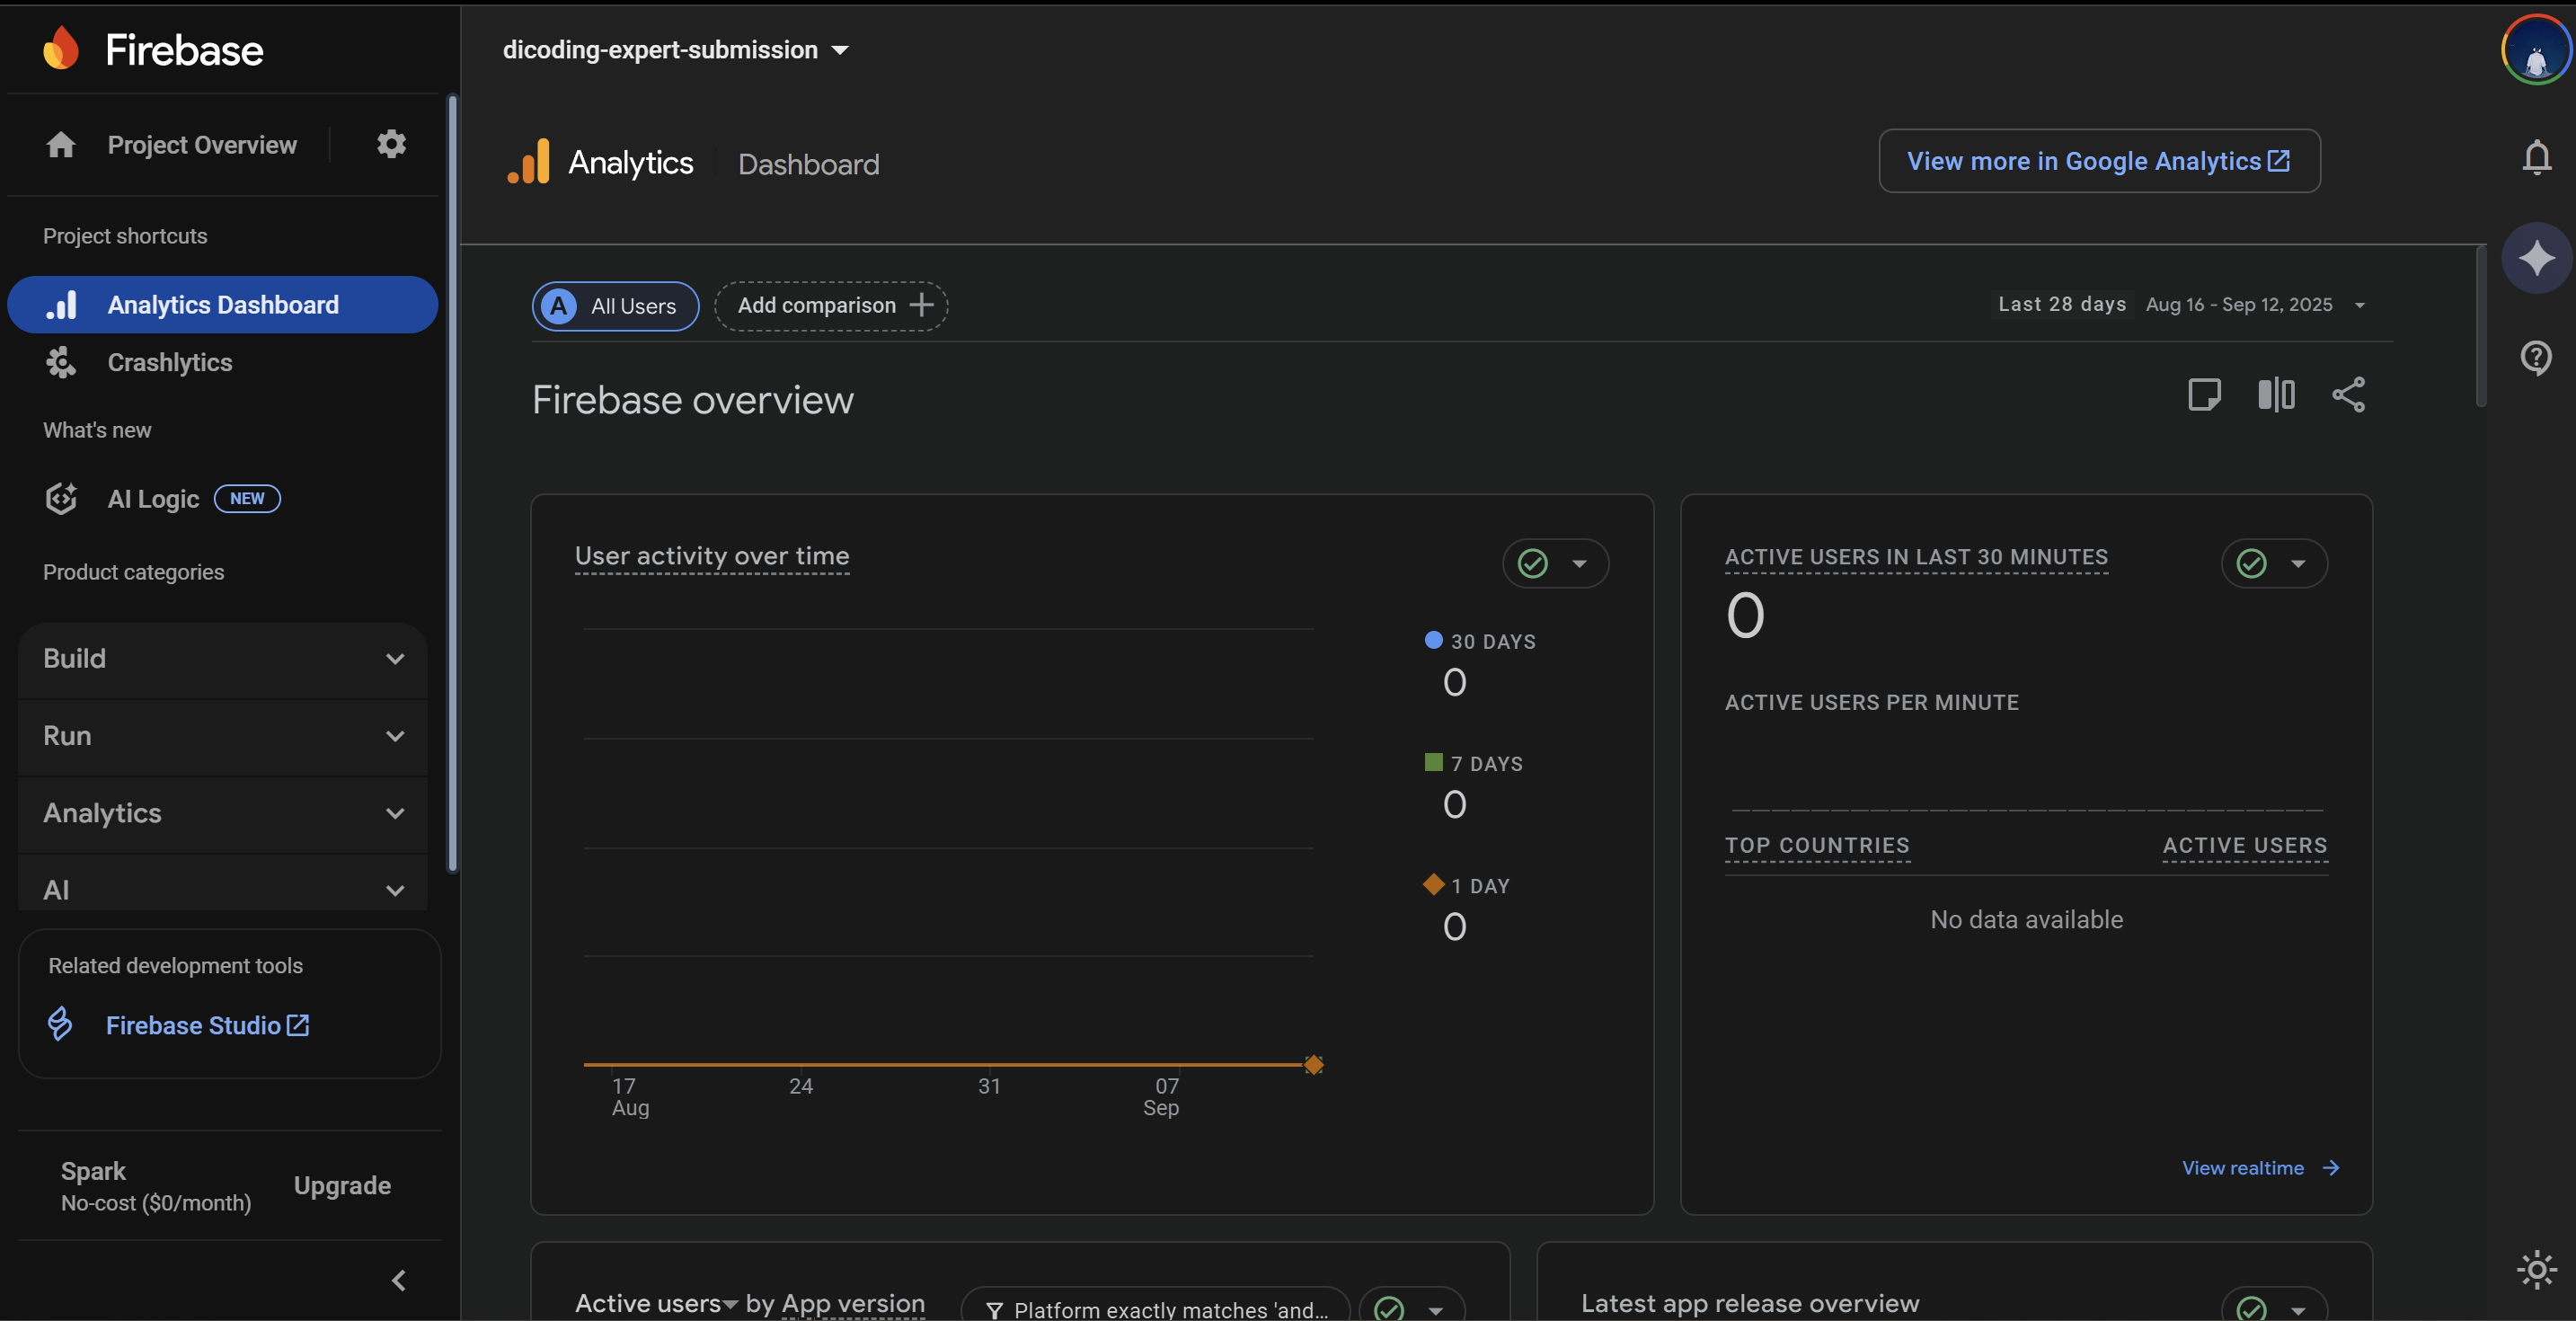 Firebase
dicoding-expert-submission
Project Overview
Analytics
Dashboard
View more in Google Analytics
Project shortcuts
Analytics Dashboard
Crashlytics
What's new
AI Logic
NEW
Product categories
Build
Run
Analytics
AI
Related development tools
Firebase Studio
Spark
No-cost ($0/month)
Upgrade
A
All Users
Add comparison
Last 28 days
Aug 16 - Sep 12, 2025
Firebase overview
User activity over time
30 DAYS
0
7 DAYS
0
1 DAY
0
17
Aug
24
31
07
Sep
ACTIVE USERS IN LAST 30 MINUTES
0
ACTIVE USERS PER MINUTE
TOP COUNTRIES
ACTIVE USERS
No data available
View realtime
Active users by App version
Platform exactly matches 'and...
Latest app release overview